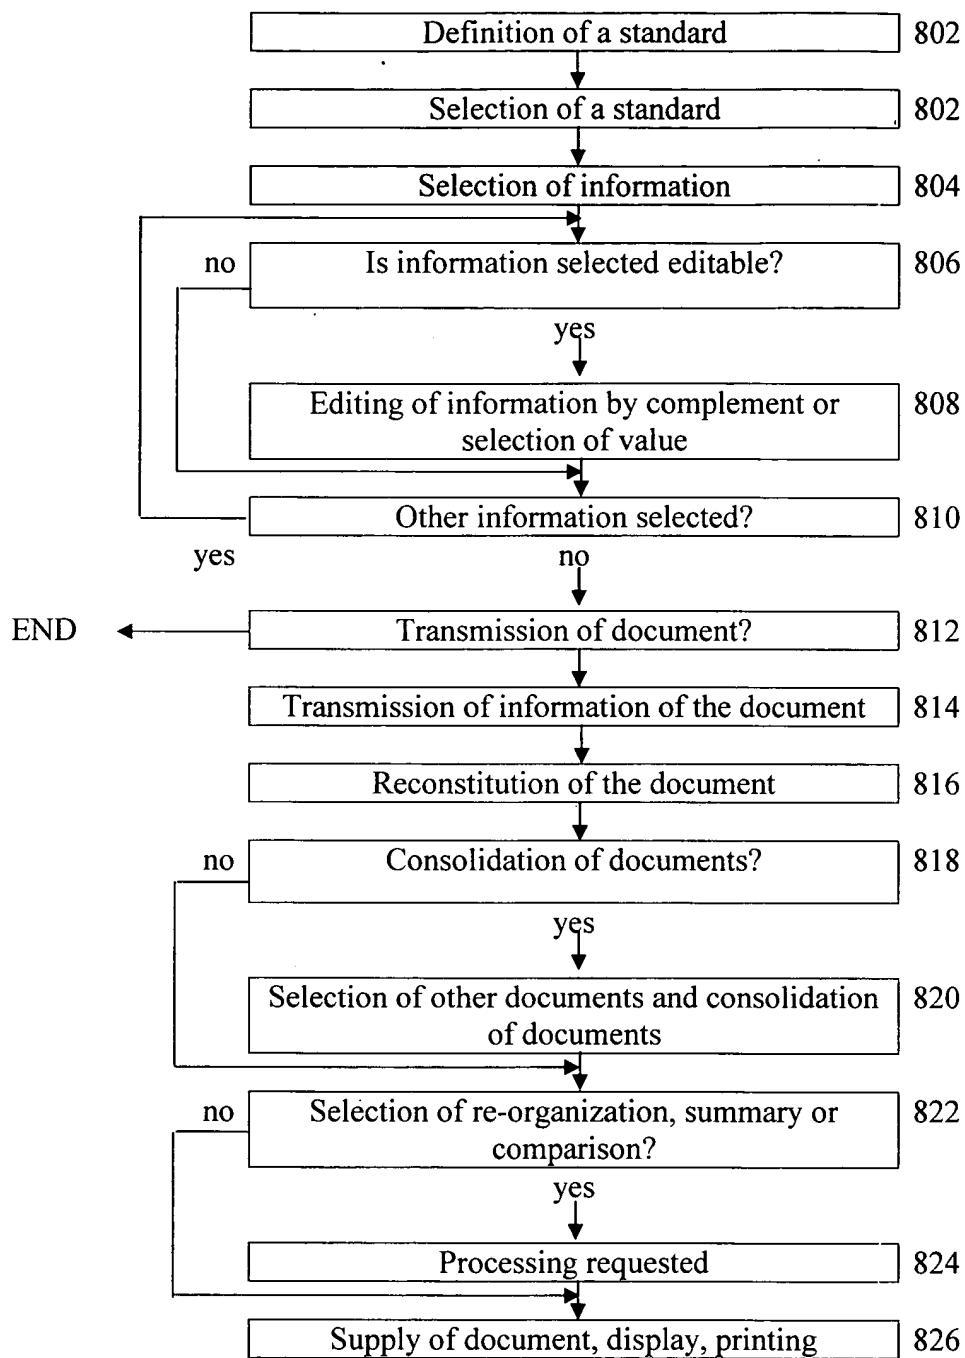 Definition of a standard 802
Selection of a standard 802
Selection of information 804
no Is information selected editable? 806
yes
Editing of information by complement or 808
selection of value
Other information selected? 810
yes no
END Transmission of document? 812
Transmission of information of the document 814
Reconstitution of the document 816
no Consolidation of documents? 818
yes
Selection of other documents and consolidation 820
of documents
no Selection of re-organization, summary or 822
comparison?
yes
Processing requested 824
Supply of document, display, printing 826